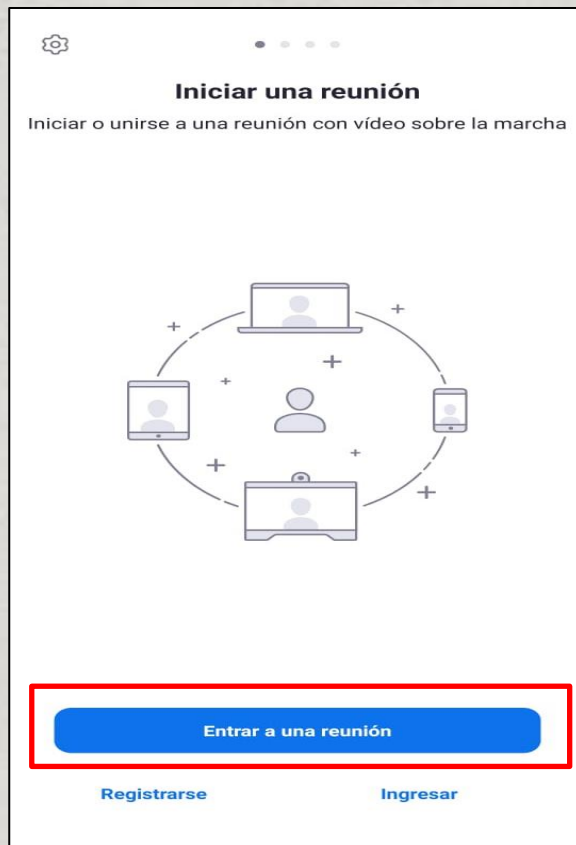 Iniciar una reunión
Iniciar o unirse a una reunión con vídeo sobre la marcha
Entrar a una reunión
Registrarse
Ingresar